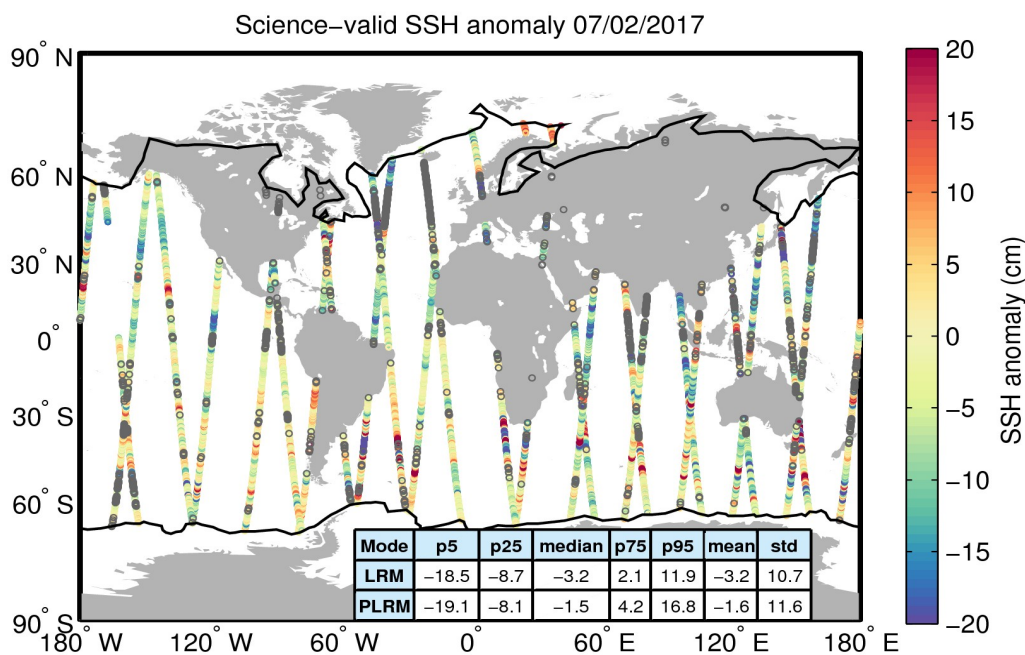 Science−valid SSH anomaly 07/02/2017
90° N
60° N
30° N
0°
30° S
60° S
90° S
180° W
120° W
60° W
0°
60° E
120° E
180° E
Mode p5 p25 median p75 p95 mean std
LRM −18.5 −8.7 −3.2 2.1 11.9 −3.2 10.7
PLRM −19.1 −8.1 −1.5 4.2 16.8 −1.6 11.6
20
15
10
5
0
−5
−10
−15
−20
SSH anomaly (cm)